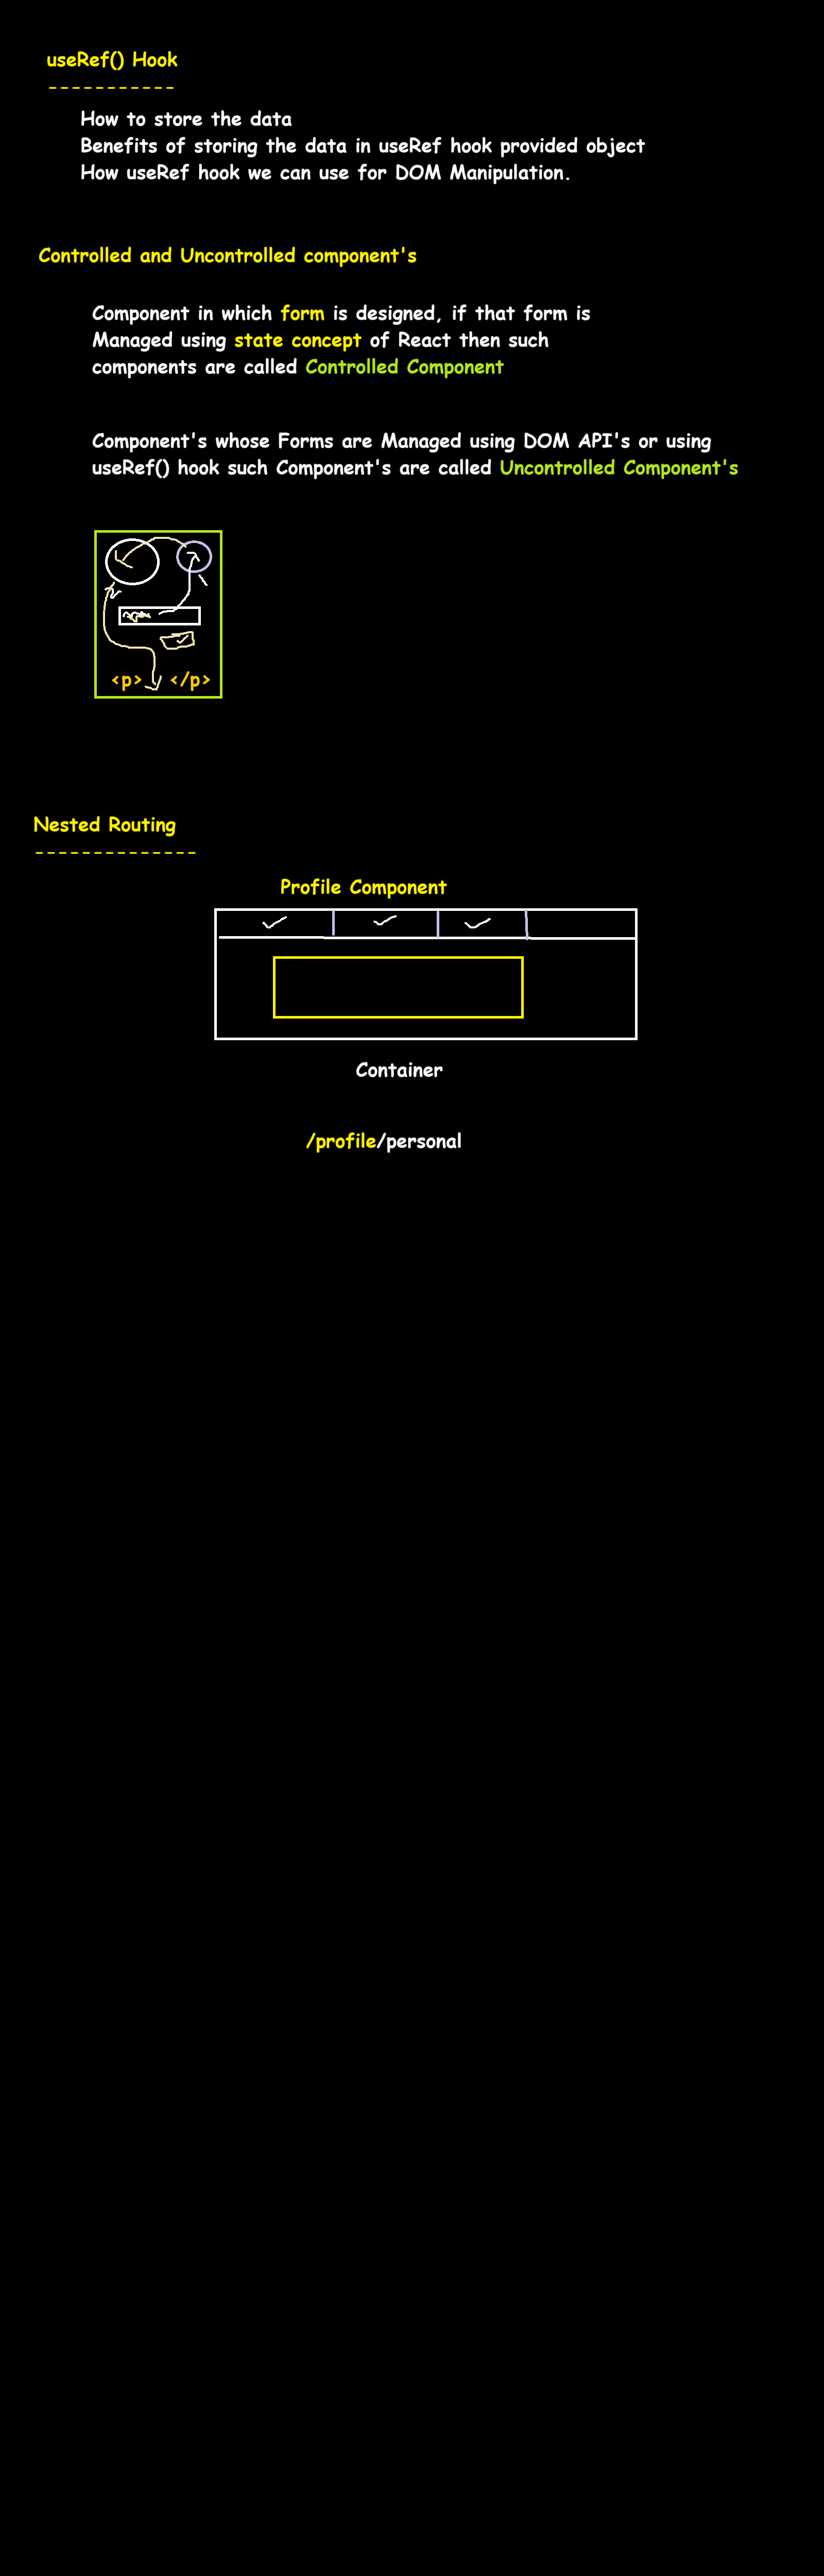 useRef() Hook
-----------
How to store the data
Benefits of storing the data in useRef hook provided object
How useRef hook we can use for DOM Manipulation.
Controlled and Uncontrolled component's
Component in which form is designed, if that form is
Managed using state concept of React then such
components are called Controlled Component
Component's whose Forms are Managed using DOM API's or using
useRef() hook such Component's are called Uncontrolled Component's
<p> </p>
Nested Routing
--------------
Profile Component
Container
/profile/personal